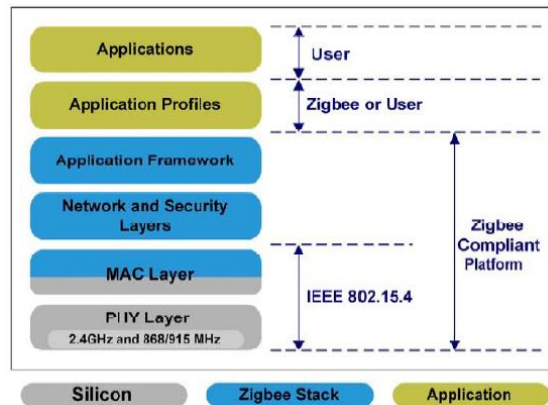 Applications
User
Application Profiles
Zigbee or User
Application Framework
Network and Security
Layers
Zigbee
Compliant
Platform
MAC Layer
IEEE 802.15.4
PHY Layer
2.4GHz and 868/915 MHz
Silicon
Zigbee Stack
Application